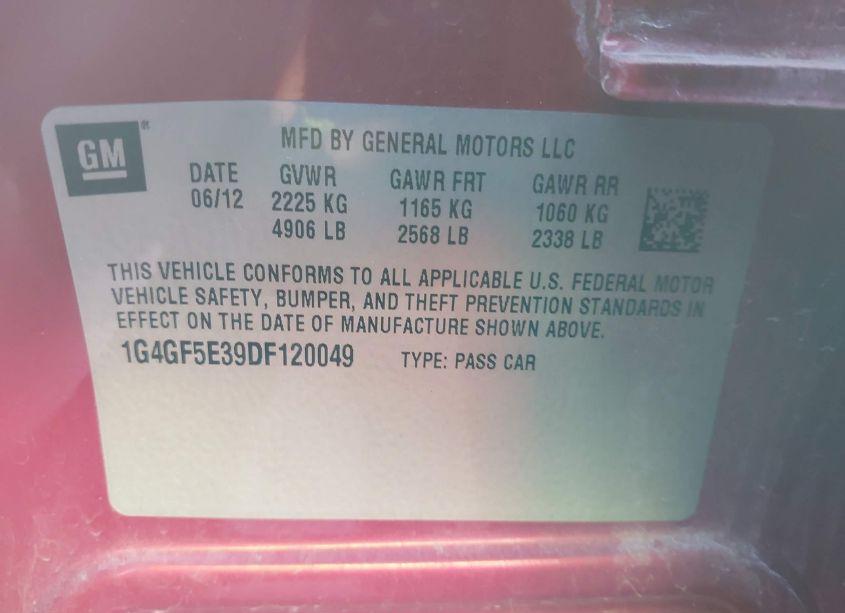 GM®
MFD BY GENERAL MOTORS LLC
DATE GVWR GAWR FRT GAWR RR
06/12 2225 KG 1165 KG 1060 KG
4906 LB 2568 LB 2338 LB
THIS VEHICLE CONFORMS TO ALL APPLICABLE U.S. FEDERAL MOTOR
VEHICLE SAFETY, BUMPER, AND THEFT PREVENTION STANDARDS IN
EFFECT ON THE DATE OF MANUFACTURE SHOWN ABOVE.
1G4GF5E39DF120049 TYPE: PASS CAR